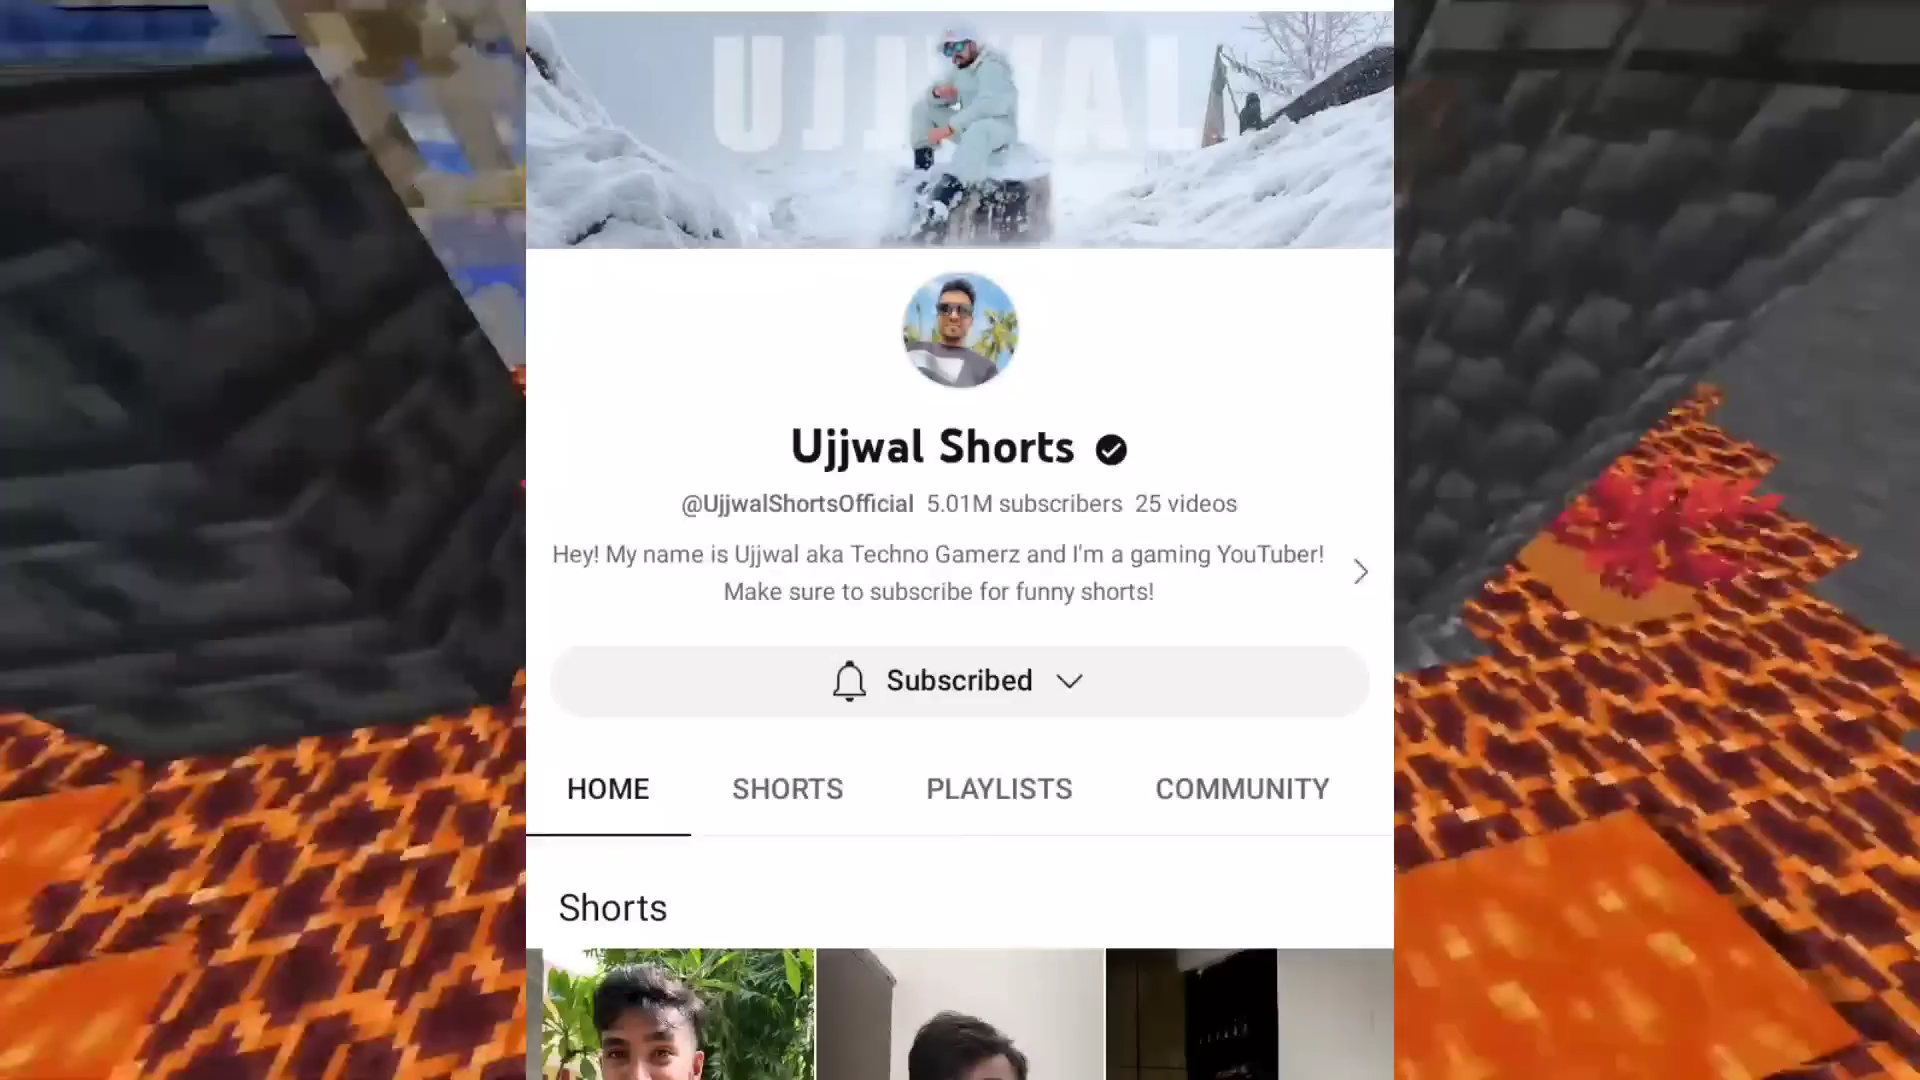 UJJWAL
Ujjwal Shorts
@UjjwalShortsOfficial 5.01M subscribers 25 videos
Hey! My name is Ujjwal aka Techno Gamerz and I'm a gaming YouTuber!
Make sure to subscribe for funny shorts!
Subscribed
HOME SHORTS PLAYLISTS COMMUNITY
Shorts